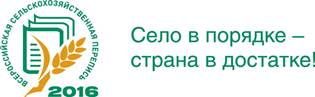 ВСЕРОССИЙСКАЯ СЕЛЬСКОХОЗЯЙСТВЕННАЯ ПЕРЕПИСЬ
2016
Село в порядке –
страна в достатке!